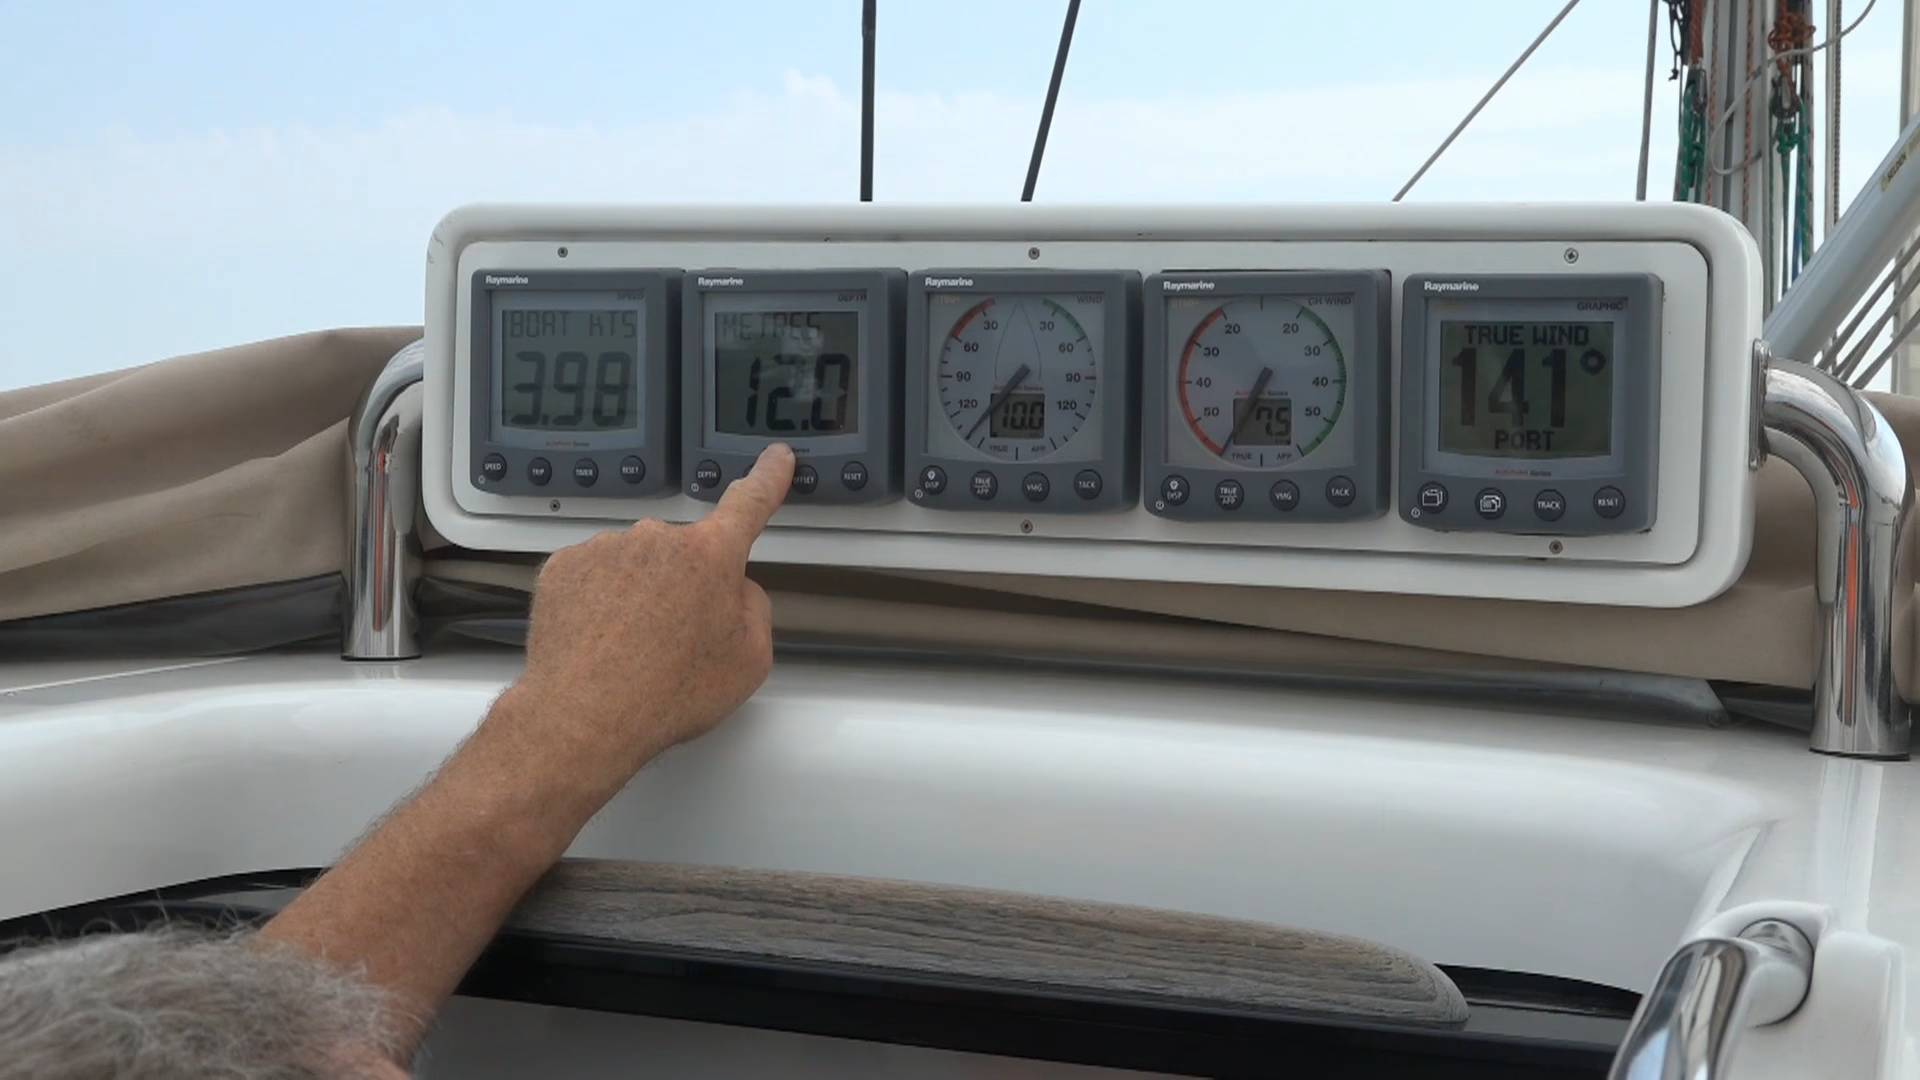 Raymarine
SPEED
BOAT KTS
3.98
SPEED
TRIP
TIMER
RESET
Raymarine
DEPTH
METRES
12.0
DEPTH
OFFSET
RESET
Raymarine
WIND
30 30
60 60
90 90
120 120
10.0
TRUE APP
DISP
TRUE
APP
VMG
TACK
Raymarine
CH WIND
20 20
30 30
40 40
50 50
7.5
TRUE APP
DISP
TRUE
APP
VMG
TACK
Raymarine
GRAPHIC
TRUE WIND
141°
PORT
TRACK
RESET
SELDEN